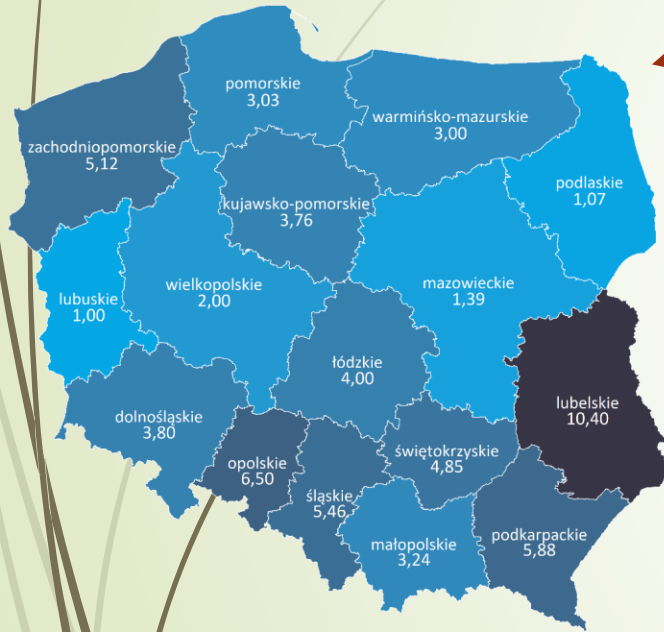 pomorskie
3,03
warmińsko-mazurskie
3,00
zachodniopomorskie
5,12
podlaskie
1,07
kujawsko-pomorskie
3,76
mazowieckie
1,39
wielkopolskie
2,00
lubuskie
1,00
łódzkie
4,00
lubelskie
10,40
dolnośląskie
3,80
świętokrzyskie
4,85
opolskie
6,50
śląskie
5,46
podkarpackie
5,88
małopolskie
3,24